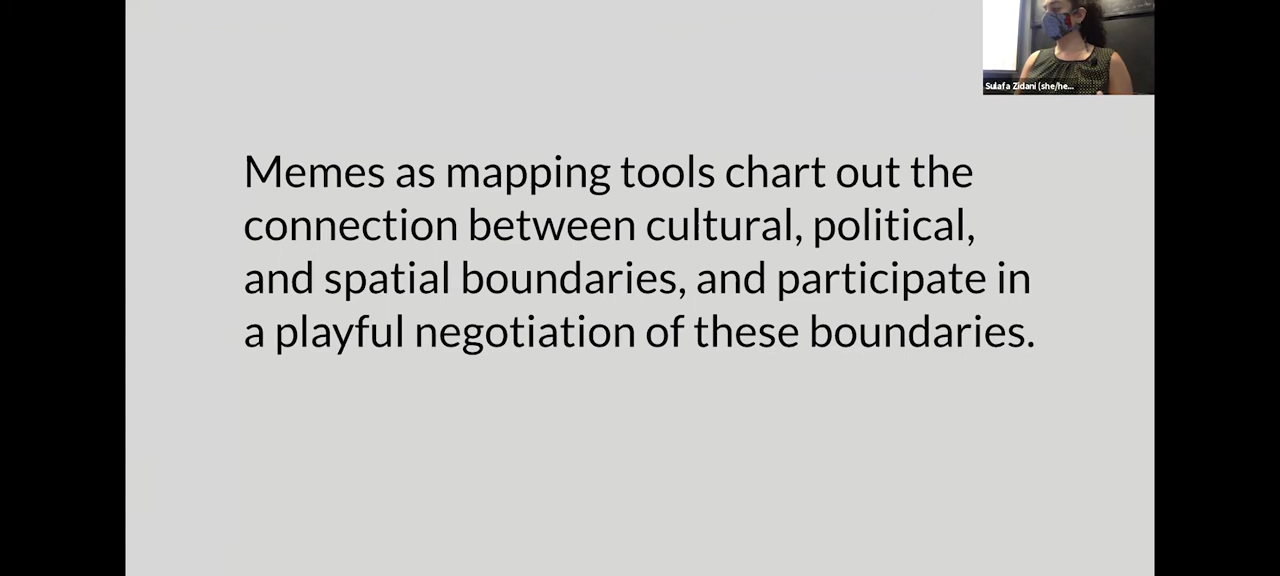 Sulafa Zidani (she/he...
Memes as mapping tools chart out the
connection between cultural, political,
and spatial boundaries, and participate in
a playful negotiation of these boundaries.